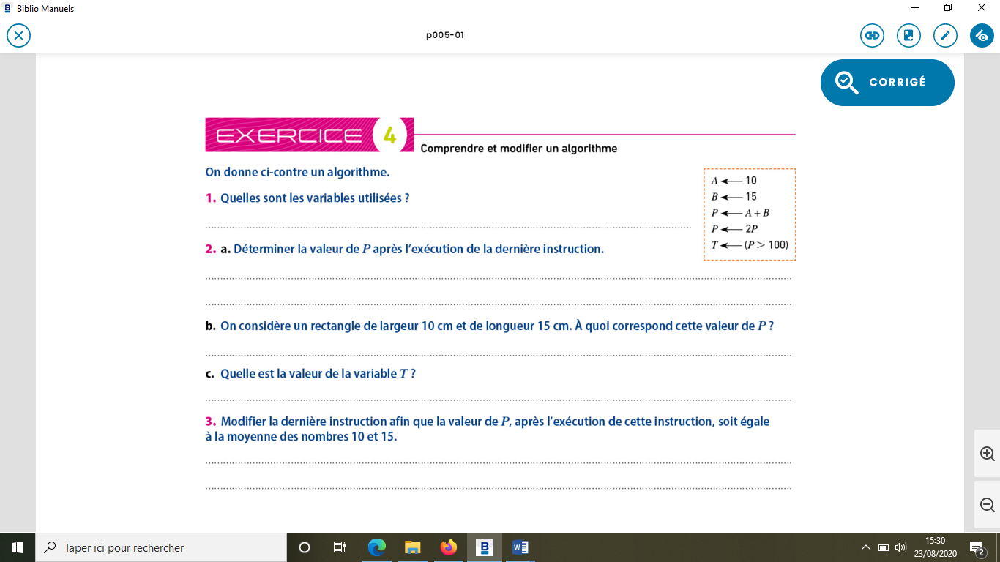 Biblio Manuels
p005-01
CORRIGÉ
EXERCICE 4
Comprendre et modifier un algorithme
On donne ci-contre un algorithme.
A ← 10
B ← 15
P ← A + B
P ← 2P
T ← (P > 100)
1. Quelles sont les variables utilisées ?
2. a. Déterminer la valeur de P après l'exécution de la dernière instruction.
b. On considère un rectangle de largeur 10 cm et de longueur 15 cm. À quoi correspond cette valeur de P ?
c. Quelle est la valeur de la variable T ?
3. Modifier la dernière instruction afin que la valeur de P, après l'exécution de cette instruction, soit égale
à la moyenne des nombres 10 et 15.
Taper ici pour rechercher
15:30
23/08/2020
2